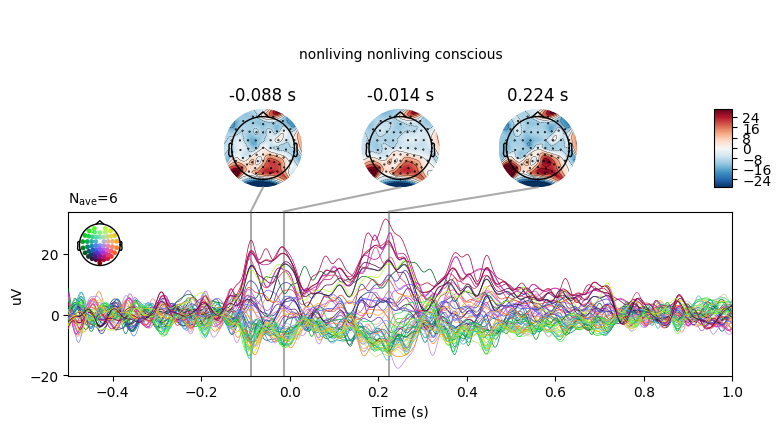 nonliving nonliving conscious
-0.088 s -0.014 s 0.224 s
24
16
8
0
−8
−16
−24
Nave=6
20
0
−20
uV
−0.4 −0.2 0.0 0.2 0.4 0.6 0.8 1.0
Time (s)